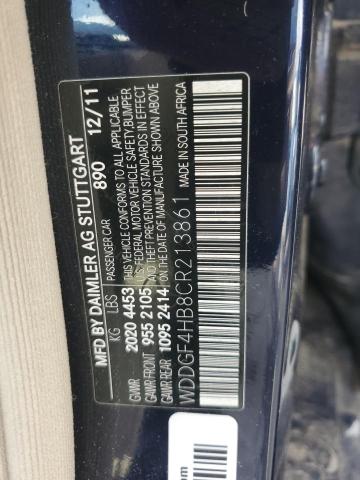 MFD BY DAIMLER AG STUTTGART
890 12/11
KG LBS PASSENGER CAR
GVWR 2020 4453 THIS VEHICLE CONFORMS TO ALL APPLICABLE
U.S. FEDERAL MOTOR VEHICLE SAFETY, BUMPER,
GAWR FRONT 955 2105 AND THEFT PREVENTION STANDARDS IN EFFECT
GAWR REAR 1095 2414 ON THE DATE OF MANUFACTURE SHOWN ABOVE
MADE IN SOUTH AFRICA
WDDGF4HB8CR213861